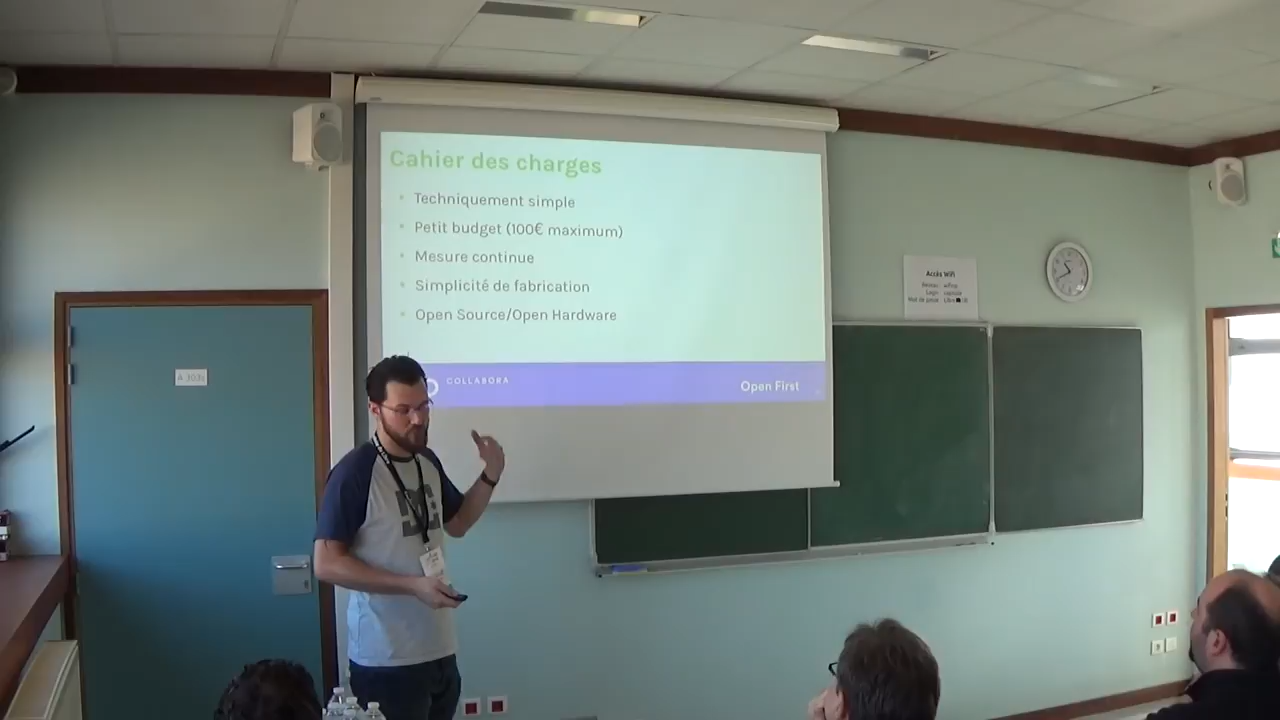 Cahier des charges
Techniquement simple
Petit budget (100€ maximum)
Mesure continue
Simplicité de fabrication
Open Source/Open Hardware
COLLABORA
Open First
Accès Wifi